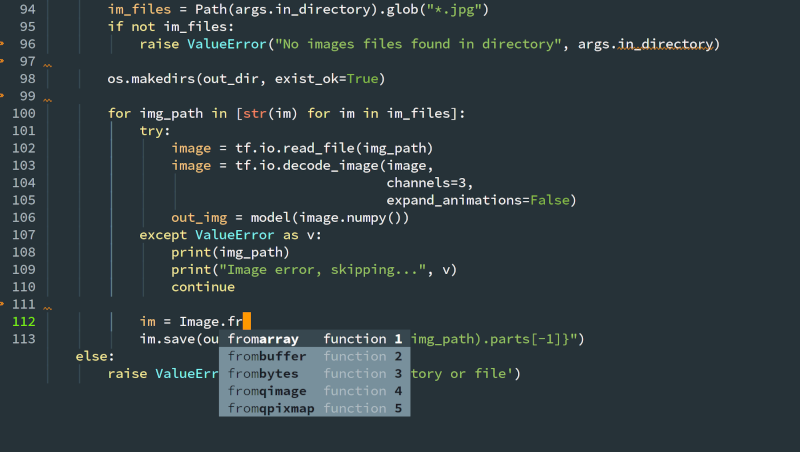 94 im_files = Path(args.in_directory).glob("*.jpg")
95 if not im_files:
96 raise ValueError("No images files found in directory", args.in_directory)
97
98 os.makedirs(out_dir, exist_ok=True)
99
100 for img_path in [str(im) for im in im_files]:
101 try:
102 image = tf.io.read_file(img_path)
103 image = tf.io.decode_image(image,
104 channels=3,
105 expand_animations=False)
106 out_img = model(image.numpy())
107 except ValueError as v:
108 print(img_path)
109 print("Image error, skipping...", v)
110 continue
111
112 im = Image.fr
113 im.save(ou img_path).parts[-1]}")
fromarray function 1
else: frombuffer function 2
raise ValueErr frombytes function 3 tory or file')
fromqimage function 4
fromqpixmap function 5